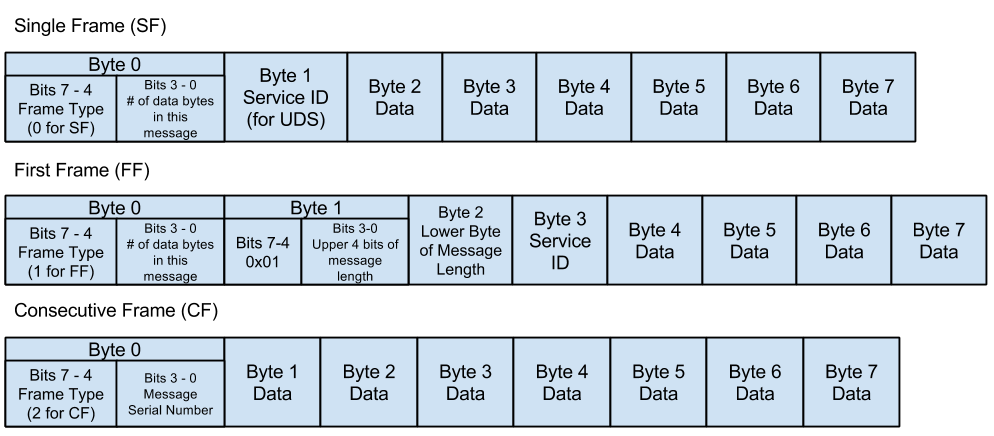 Single Frame (SF)
Byte 0
Bits 7 - 4
Frame Type
(0 for SF)
Bits 3 - 0
# of data bytes
in this
message
Byte 1
Service ID
(for UDS)
Byte 2
Data
Byte 3
Data
Byte 4
Data
Byte 5
Data
Byte 6
Data
Byte 7
Data
First Frame (FF)
Byte 0
Bits 7 - 4
Frame Type
(1 for FF)
Bits 3 - 0
# of data bytes
in this
message
Byte 1
Bits 7-4
0x01
Bits 3-0
Upper 4 bits of
message
length
Byte 2
Lower Byte
of Message
Length
Byte 3
Service
ID
Byte 4
Data
Byte 5
Data
Byte 6
Data
Byte 7
Data
Consecutive Frame (CF)
Byte 0
Bits 7 - 4
Frame Type
(2 for CF)
Bits 3 - 0
Message
Serial Number
Byte 1
Data
Byte 2
Data
Byte 3
Data
Byte 4
Data
Byte 5
Data
Byte 6
Data
Byte 7
Data